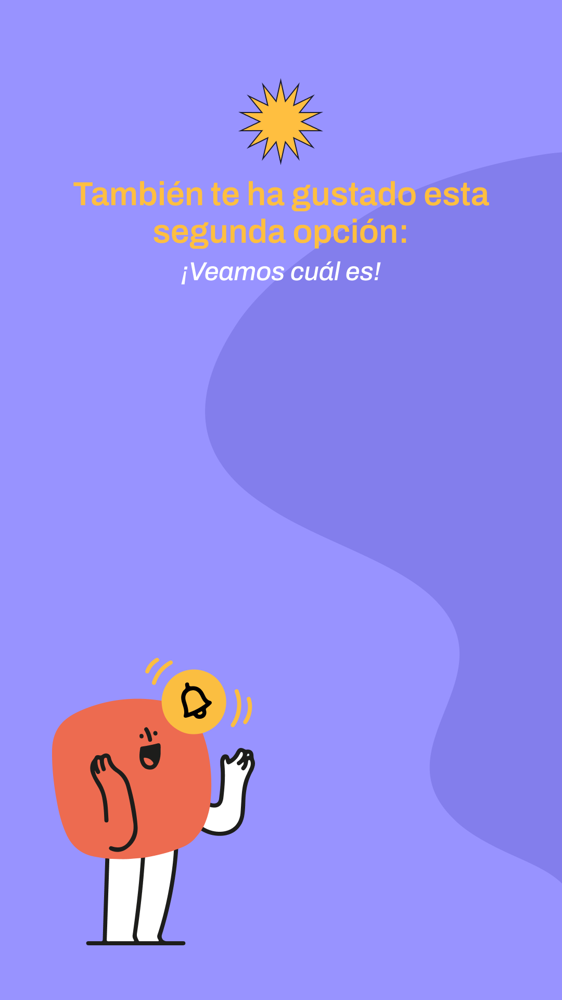 También te ha gustado esta
segunda opción:
¡Veamos cuál es!